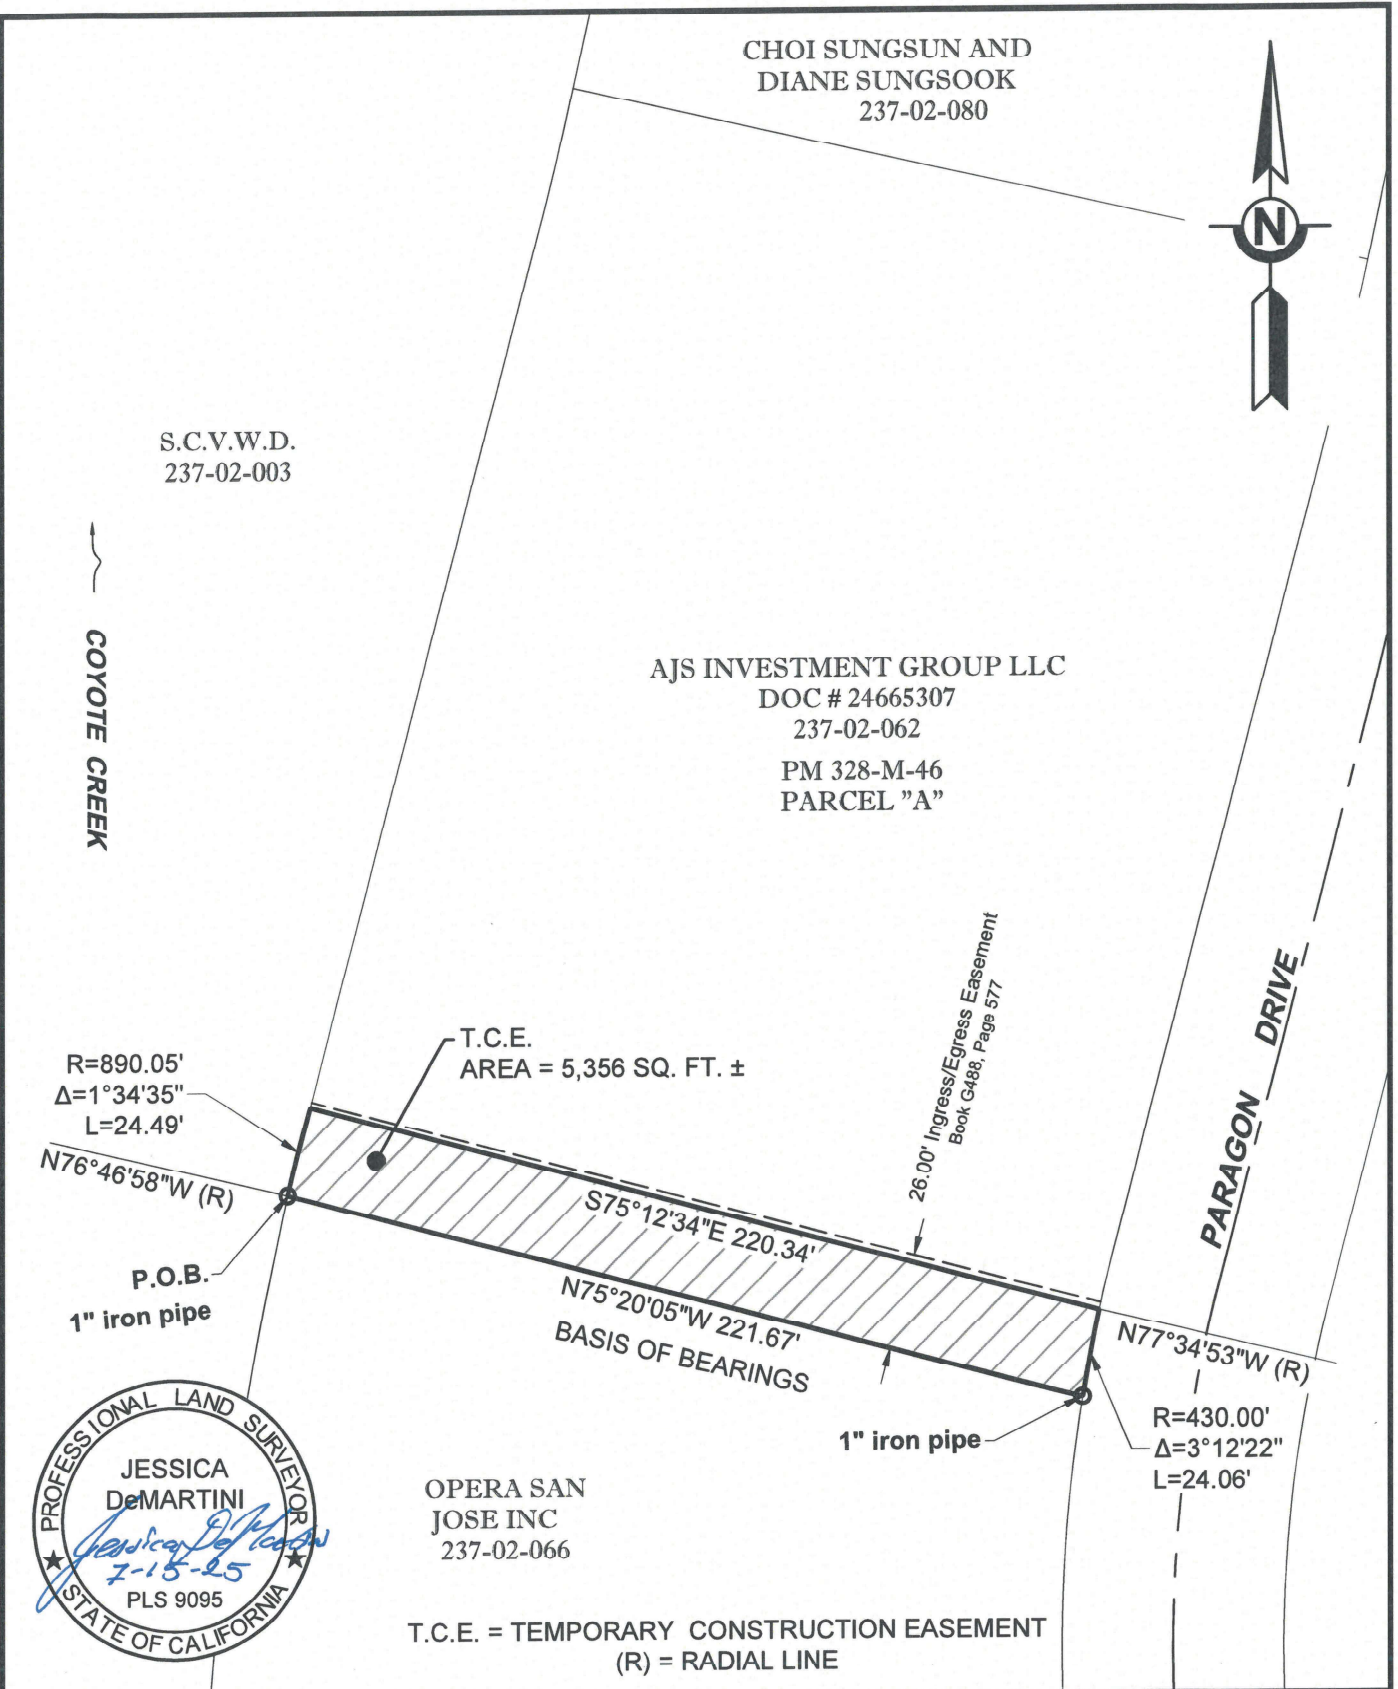 CHOI SUNGSUN AND
DIANE SUNGSOOK
237-02-080
N
S.C.V.W.D.
237-02-003
COYOTE CREEK
AJS INVESTMENT GROUP LLC
DOC # 24665307
237-02-062
PM 328-M-46
PARCEL "A"
26.00' Ingress/Egress Easement
Book G488, Page 577
PARAGON DRIVE
T.C.E.
AREA = 5,356 SQ. FT. ±
R=890.05'
Δ=1°34'35"
L=24.49'
N76°46'58"W (R)
S75°12'34"E 220.34'
P.O.B.
1" iron pipe
N75°20'05"W 221.67'
BASIS OF BEARINGS
N77°34'53"W (R)
R=430.00'
Δ=3°12'22"
L=24.06'
1" iron pipe
PROFESSIONAL LAND SURVEYOR
JESSICA
DeMARTINI
Jessica DeMartini
7-15-25
PLS 9095
STATE OF CALIFORNIA
OPERA SAN
JOSE INC
237-02-066
T.C.E. = TEMPORARY CONSTRUCTION EASEMENT
(R) = RADIAL LINE